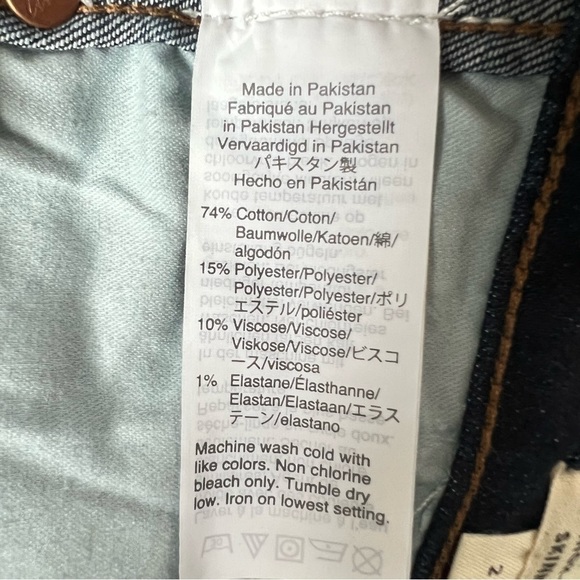 Made in Pakistan
Fabriqué au Pakistan
in Pakistan Hergestellt
Vervaardigd in Pakistan
パキスタン製
Hecho en Pakistán
74% Cotton/Coton/
Baumwolle/Katoen/綿/
algodón
15% Polyester/Polyester/
Polyester/Polyester/ポリ
エステル/poliéster
10% Viscose/Viscose/
Viskose/Viscose/ビスコ
ース/viscosa
1% Elastane/Élasthanne/
Elastan/Elastaan/エラス
テーン/elastano
Machine wash cold with
like colors. Non chlorine
bleach only. Tumble dry
low. Iron on lowest setting.
SKIN
2